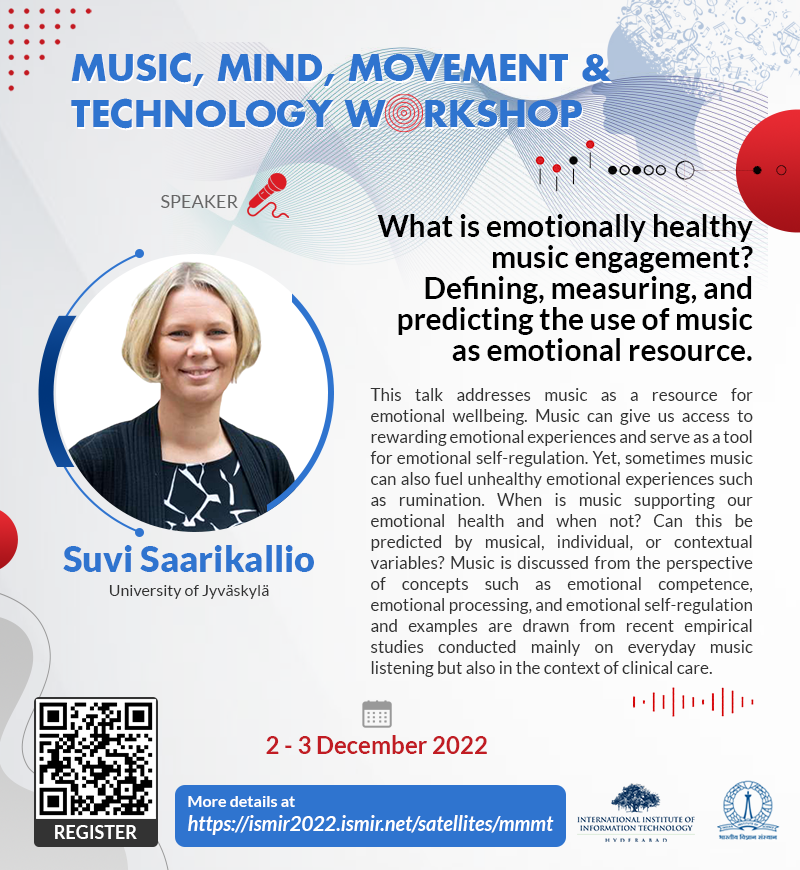 MUSIC, MIND, MOVEMENT &
TECHNOLOGY WORKSHOP
SPEAKER
What is emotionally healthy
music engagement?
Defining, measuring, and
predicting the use of music
as emotional resource.
This talk addresses music as a resource for
emotional wellbeing. Music can give us access to
rewarding emotional experiences and serve as a tool
for emotional self-regulation. Yet, sometimes music
can also fuel unhealthy emotional experiences such
as rumination. When is music supporting our
emotional health and when not? Can this be
predicted by musical, individual, or contextual
variables? Music is discussed from the perspective
of concepts such as emotional competence,
emotional processing, and emotional self-regulation
and examples are drawn from recent empirical
studies conducted mainly on everyday music
listening but also in the context of clinical care.
Suvi Saarikallio
University of Jyväskylä
2 - 3 December 2022
REGISTER
More details at
https://ismir2022.ismir.net/satellites/mmmt
INTERNATIONAL INSTITUTE OF
INFORMATION TECHNOLOGY
HYDERABAD
भारतीय विज्ञान संस्थान